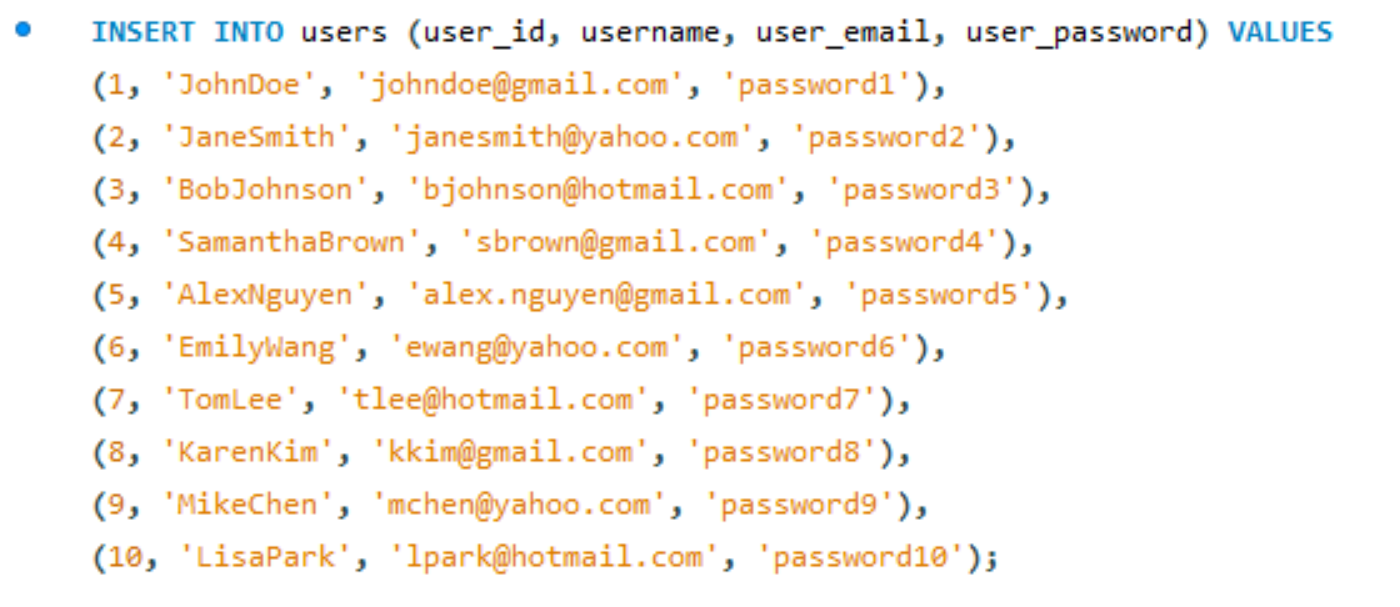 INSERT INTO users (user_id, username, user_email, user_password) VALUES
(1, 'JohnDoe', 'johndoe@gmail.com', 'password1'),
(2, 'JaneSmith', 'janesmith@yahoo.com', 'password2'),
(3, 'BobJohnson', 'bjohnson@hotmail.com', 'password3'),
(4, 'SamanthaBrown', 'sbrown@gmail.com', 'password4'),
(5, 'AlexNguyen', 'alex.nguyen@gmail.com', 'password5'),
(6, 'EmilyWang', 'ewang@yahoo.com', 'password6'),
(7, 'TomLee', 'tlee@hotmail.com', 'password7'),
(8, 'KarenKim', 'kkim@gmail.com', 'password8'),
(9, 'MikeChen', 'mchen@yahoo.com', 'password9'),
(10, 'LisaPark', 'lpark@hotmail.com', 'password10');